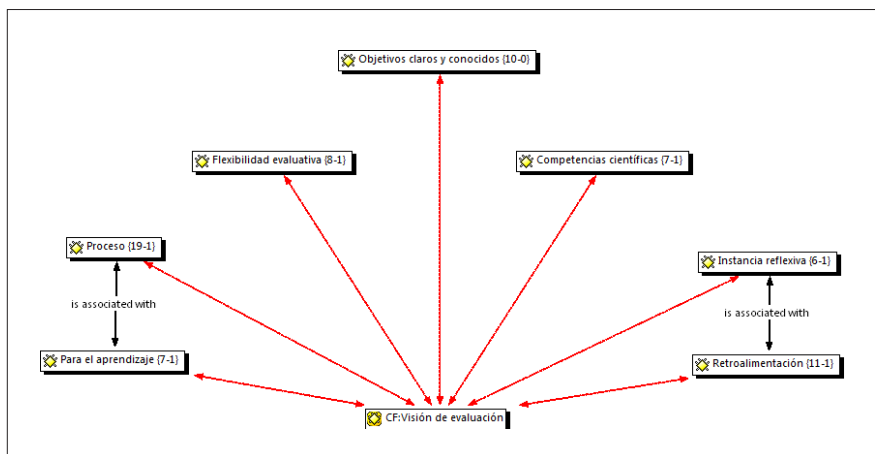 Objetivos claros y conocidos {10-0}
Flexibilidad evaluativa {8-1}
Competencias científicas {7-1}
Proceso {19-1}
Instancia reflexiva {6-1}
is associated with
is associated with
Para el aprendizaje {7-1}
Retroalimentación {11-1}
CF:Visión de evaluación